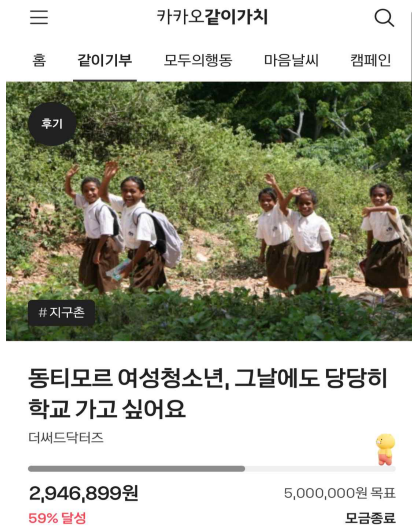 카카오같이가치
홈 같이기부 모두의행동 마음날씨 캠페인
후기
# 지구촌
동티모르 여성청소년, 그날에도 당당히
학교 가고 싶어요
더써드닥터즈
2,946,899원 5,000,000원 목표
59% 달성 모금종료